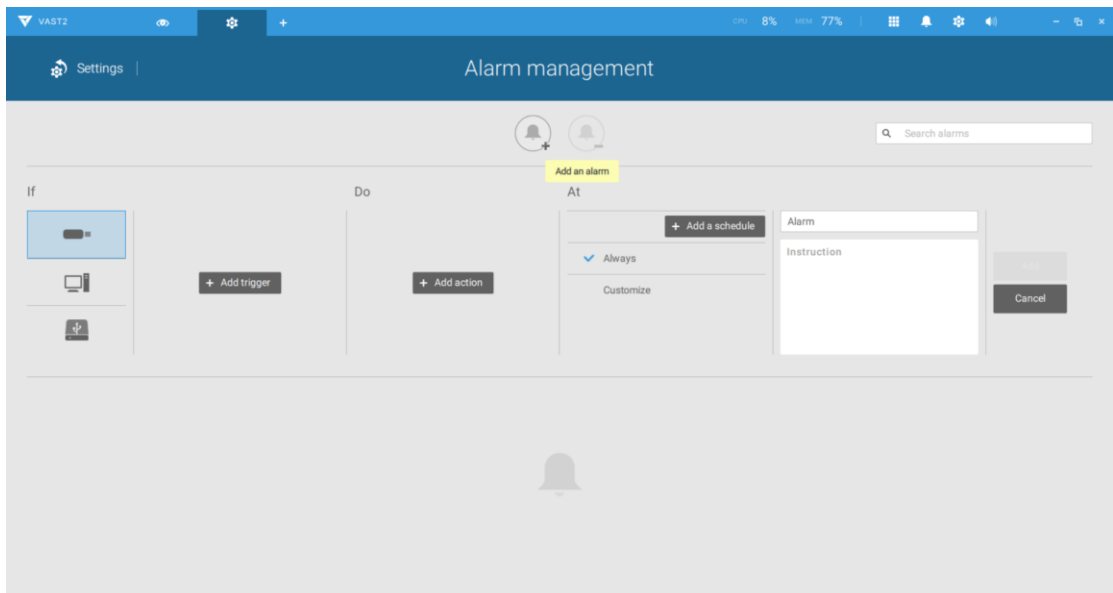 VAST2
+
CPU 8% MEM 77%
Settings
Alarm management
Search alarms
Add an alarm
If
Do
At
+ Add a schedule
Alarm
Always
Instruction
+ Add trigger
+ Add action
Customize
Cancel